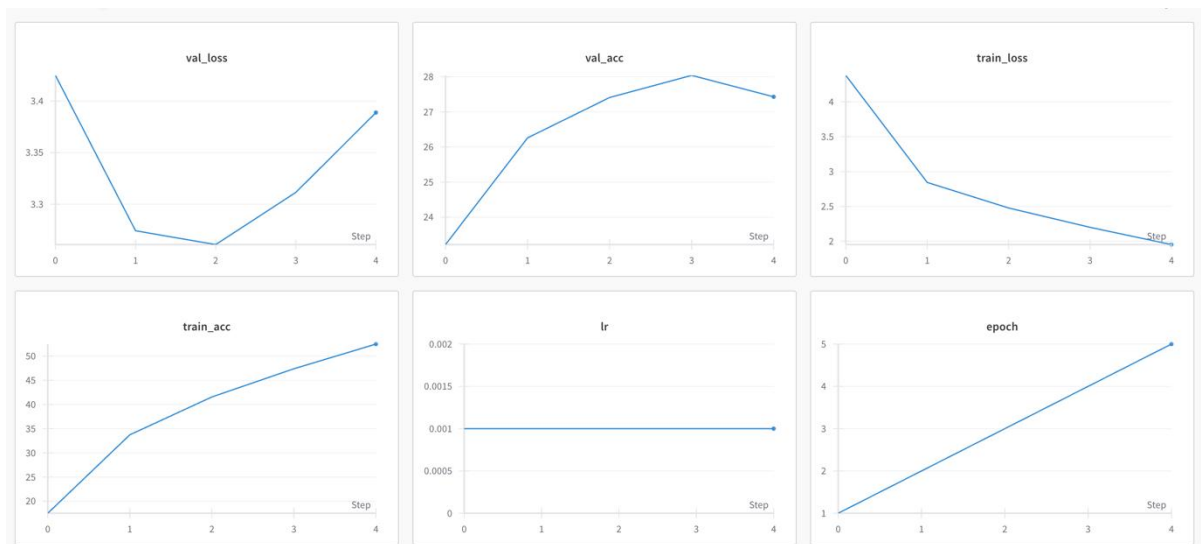 val_loss
3.4
3.35
3.3
Step
0 1 2 3 4
val_acc
28
27
26
25
24
Step
0 1 2 3 4
train_loss
4
3.5
3
2.5
2
Step
0 1 2 3 4
train_acc
50
45
40
35
30
25
20
Step
0 1 2 3 4
lr
0.002
0.0015
0.001
0.0005
0
Step
0 1 2 3 4
epoch
5
4
3
2
1
Step
0 1 2 3 4